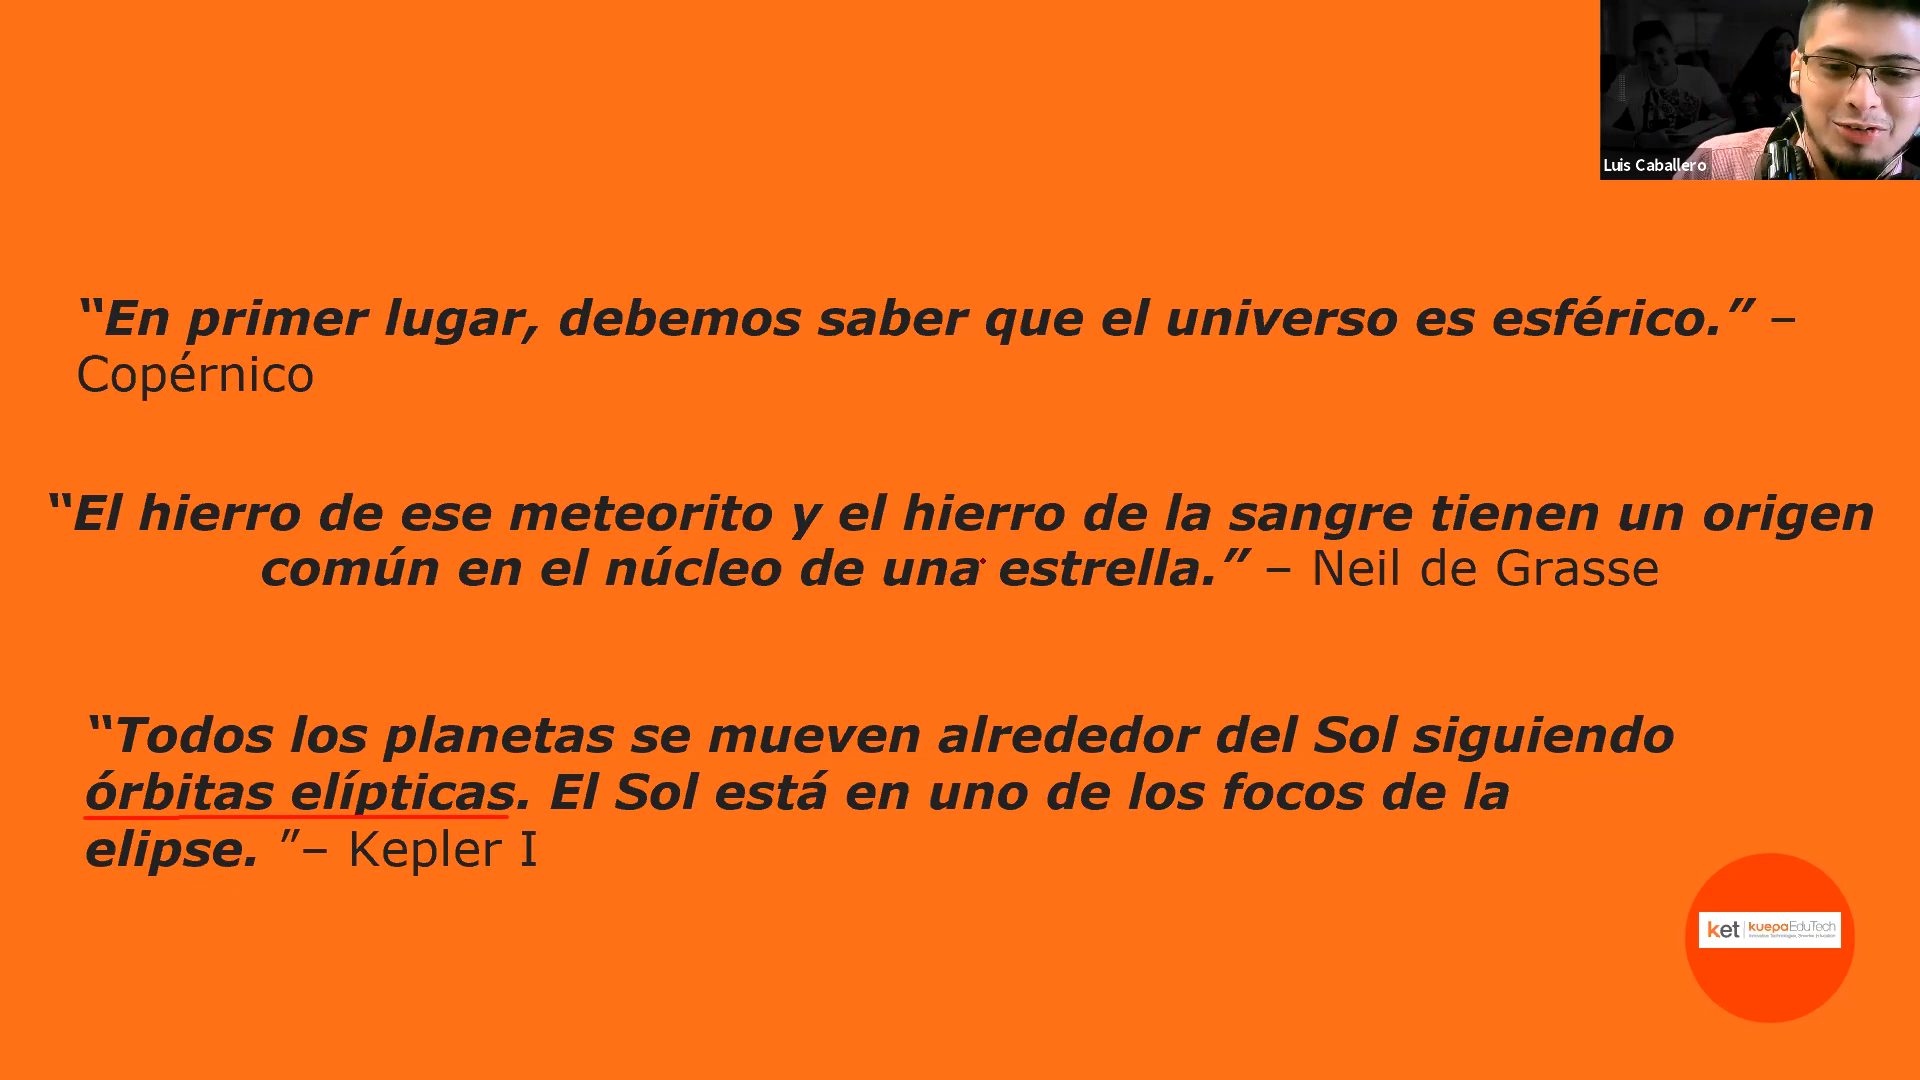 Luis Caballero
“En primer lugar, debemos saber que el universo es esférico.” –
Copérnico
“El hierro de ese meteorito y el hierro de la sangre tienen un origen
común en el núcleo de una estrella.” – Neil de Grasse
“Todos los planetas se mueven alrededor del Sol siguiendo
órbitas elípticas. El Sol está en uno de los focos de la
elipse. ”– Kepler I
ket | kuepaEduTech